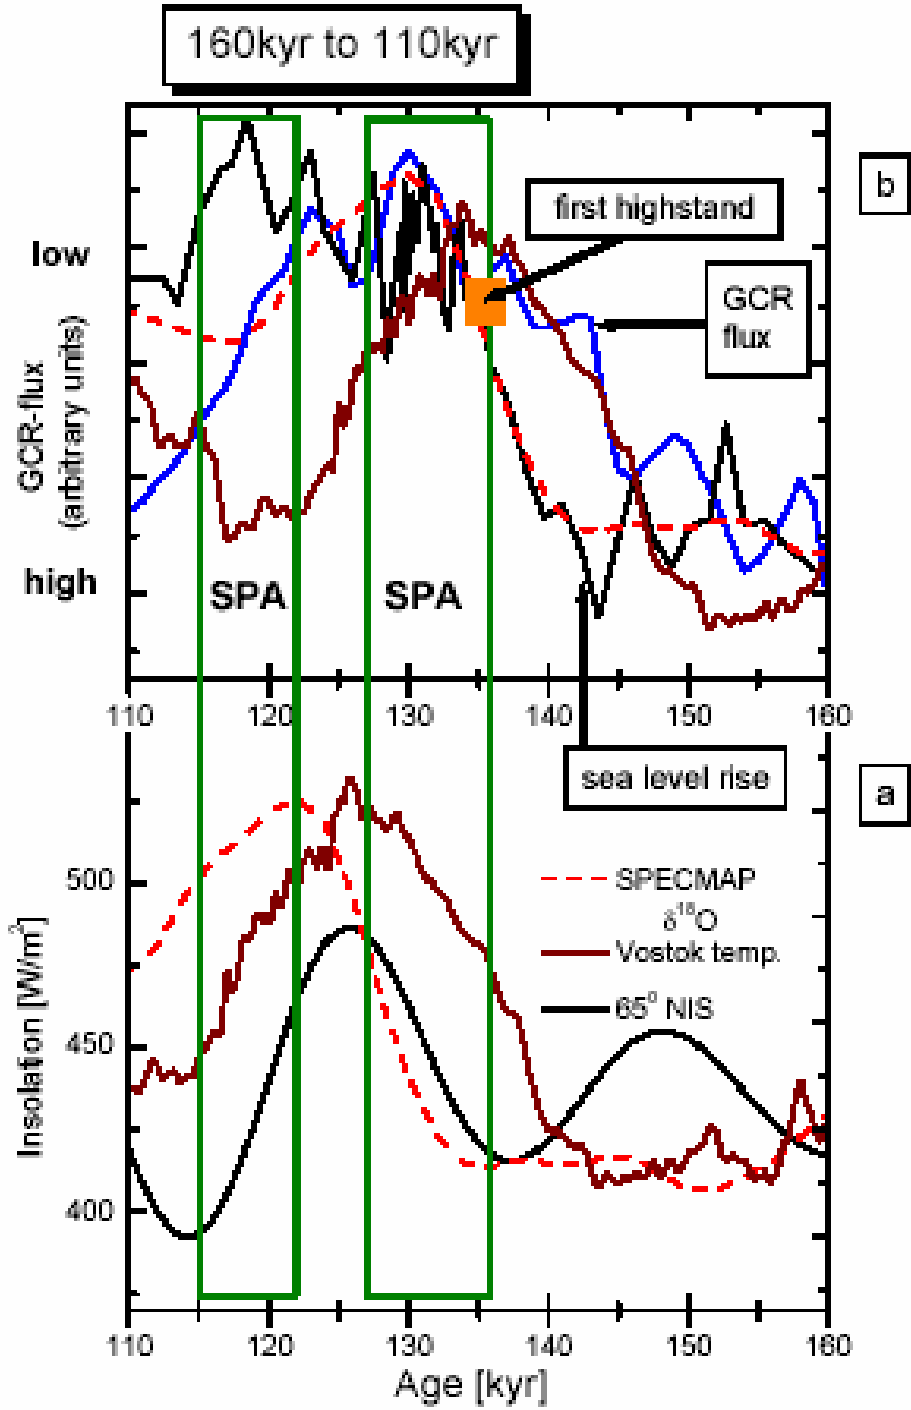 160kyr to 110kyr
b
first highstand
low
GCR
flux
GCR-flux
(arbitrary units)
high
SPA
SPA
110
120
130
140
150
160
sea level rise
a
500
SPECMAP
δ¹⁸O
Vostok temp.
65⁰ NIS
450
Insolation [W/m²]
400
110
120
130
140
150
160
Age [kyr]